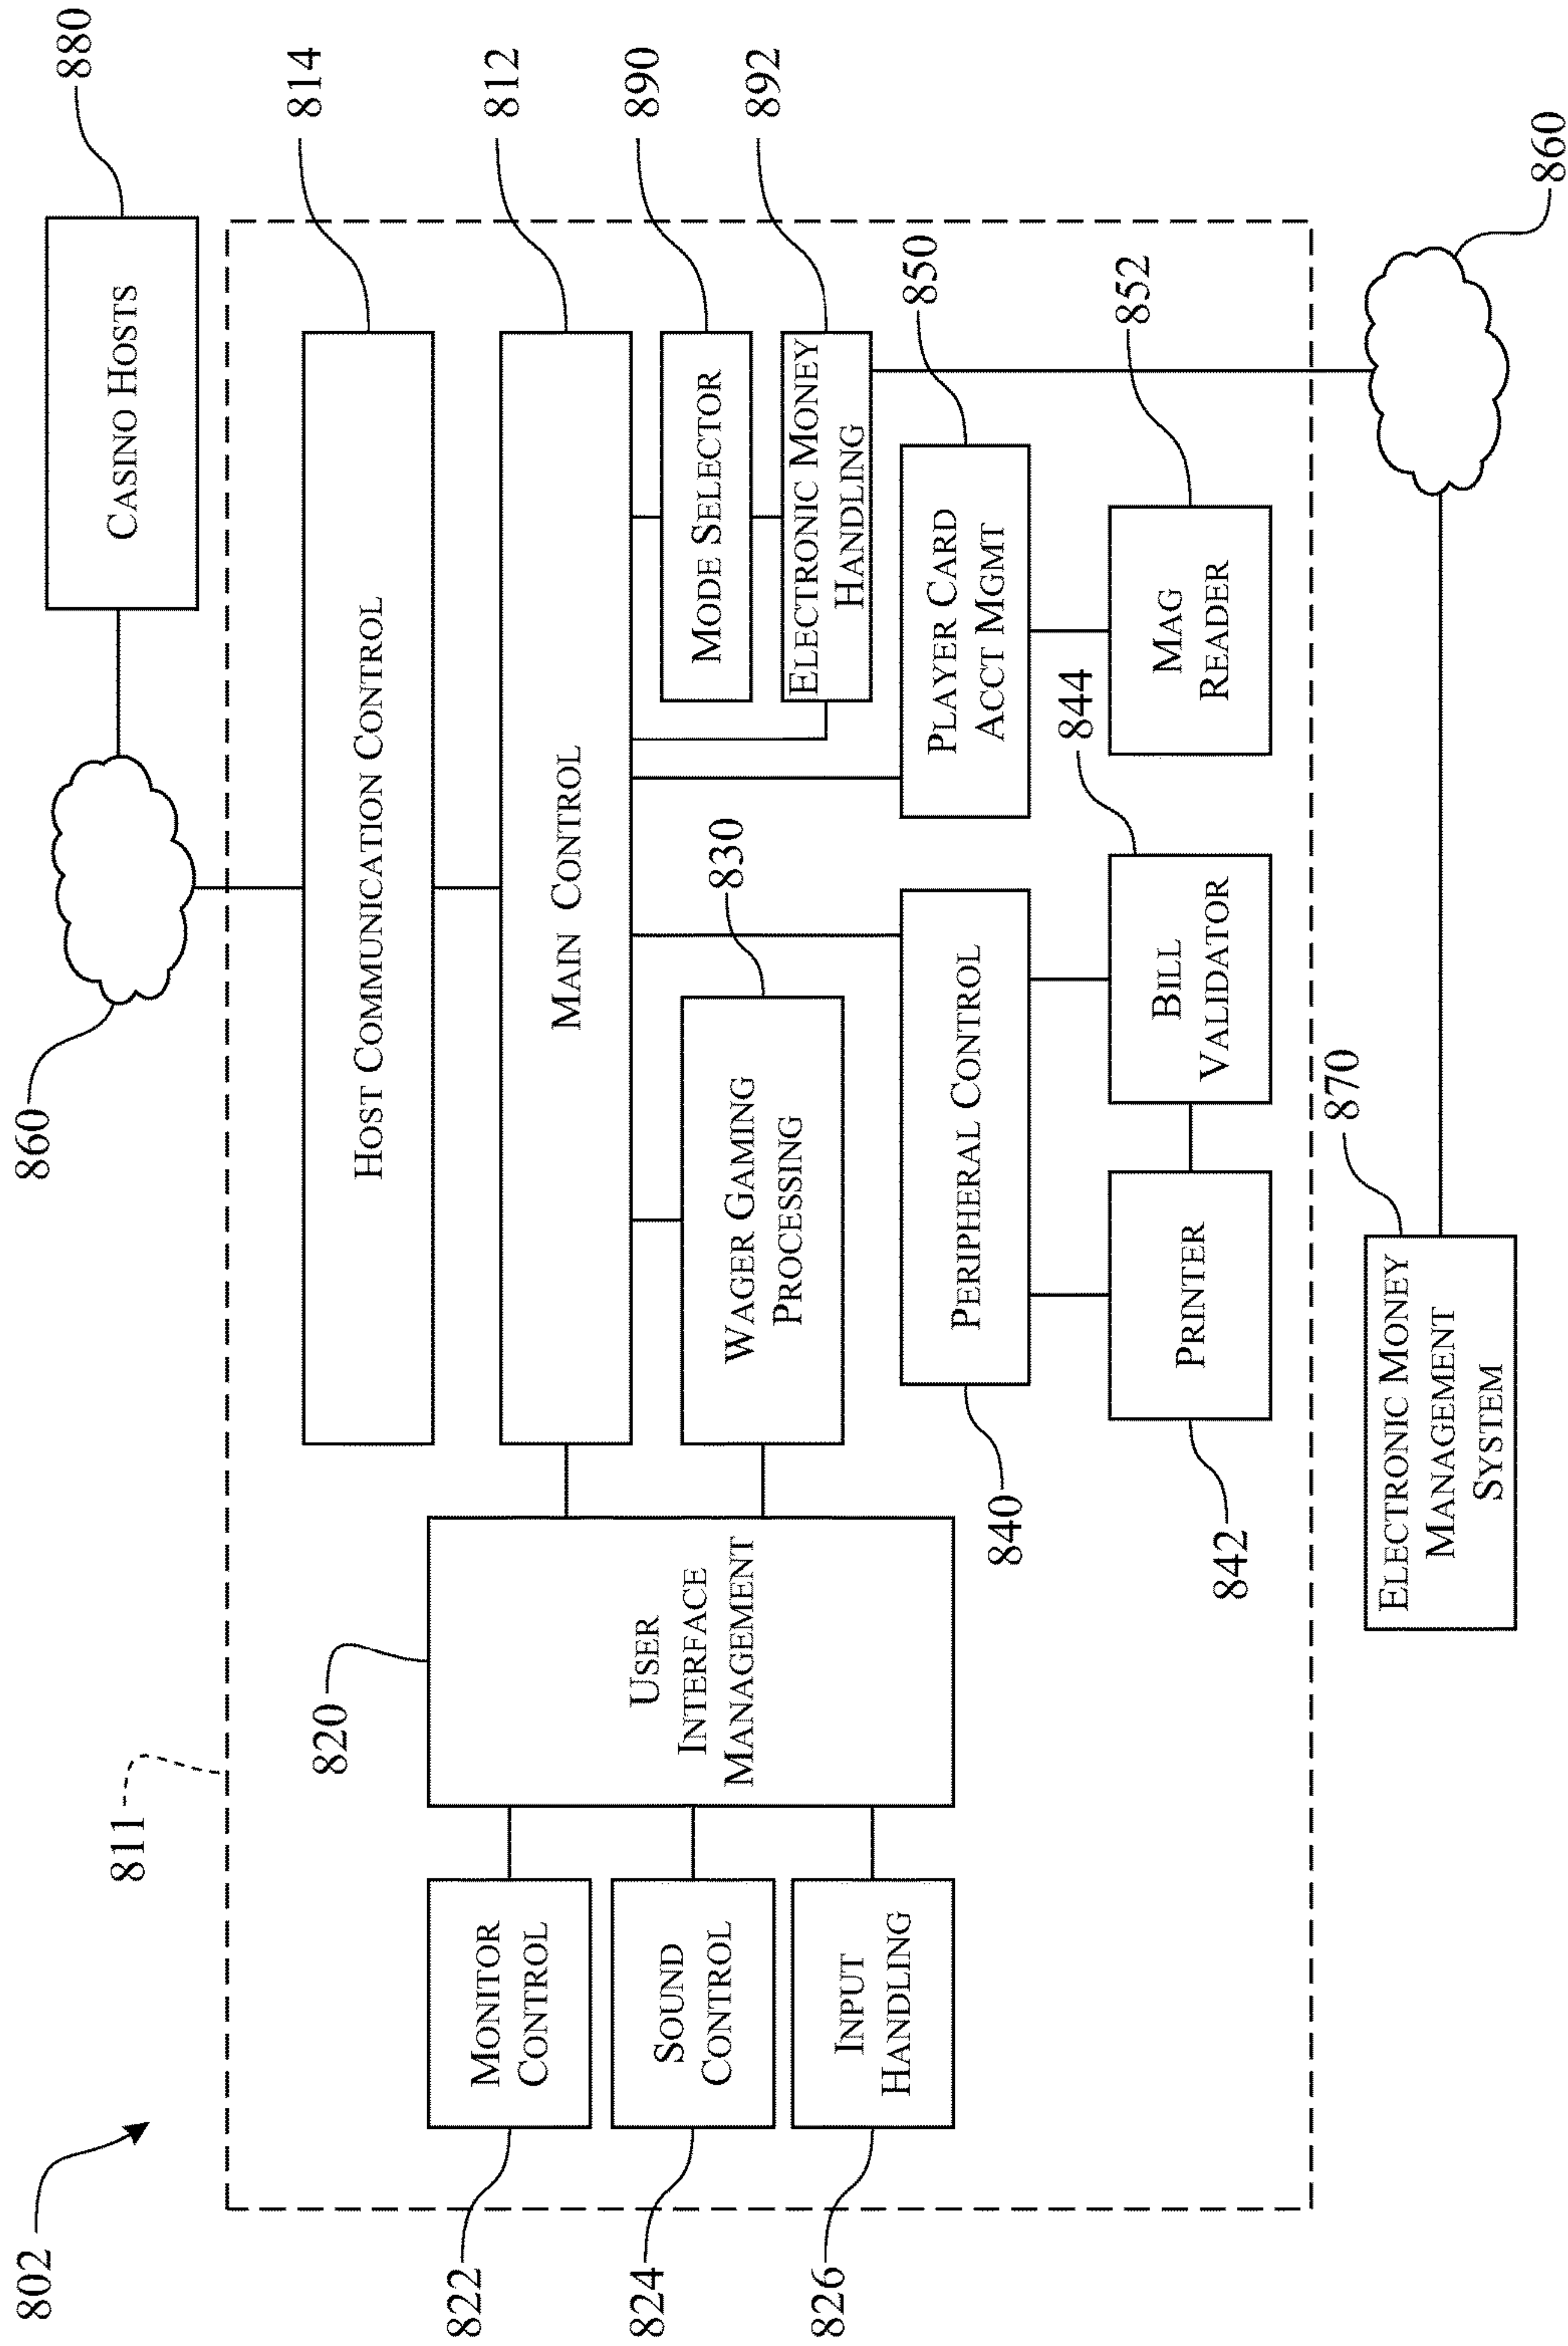 802
811
860
CASINO HOSTS
880
HOST COMMUNICATION CONTROL
814
MAIN CONTROL
812
820
USER
INTERFACE
MANAGEMENT
MONITOR
CONTROL
822
SOUND
CONTROL
824
INPUT
HANDLING
826
WAGER GAMING
PROCESSING
830
MODE SELECTOR
890
ELECTRONIC MONEY
HANDLING
892
PERIPHERAL CONTROL
840
PLAYER CARD
ACCT MGMT
850
PRINTER
842
BILL
VALIDATOR
844
MAG
READER
852
ELECTRONIC MONEY
MANAGEMENT
SYSTEM
870
860